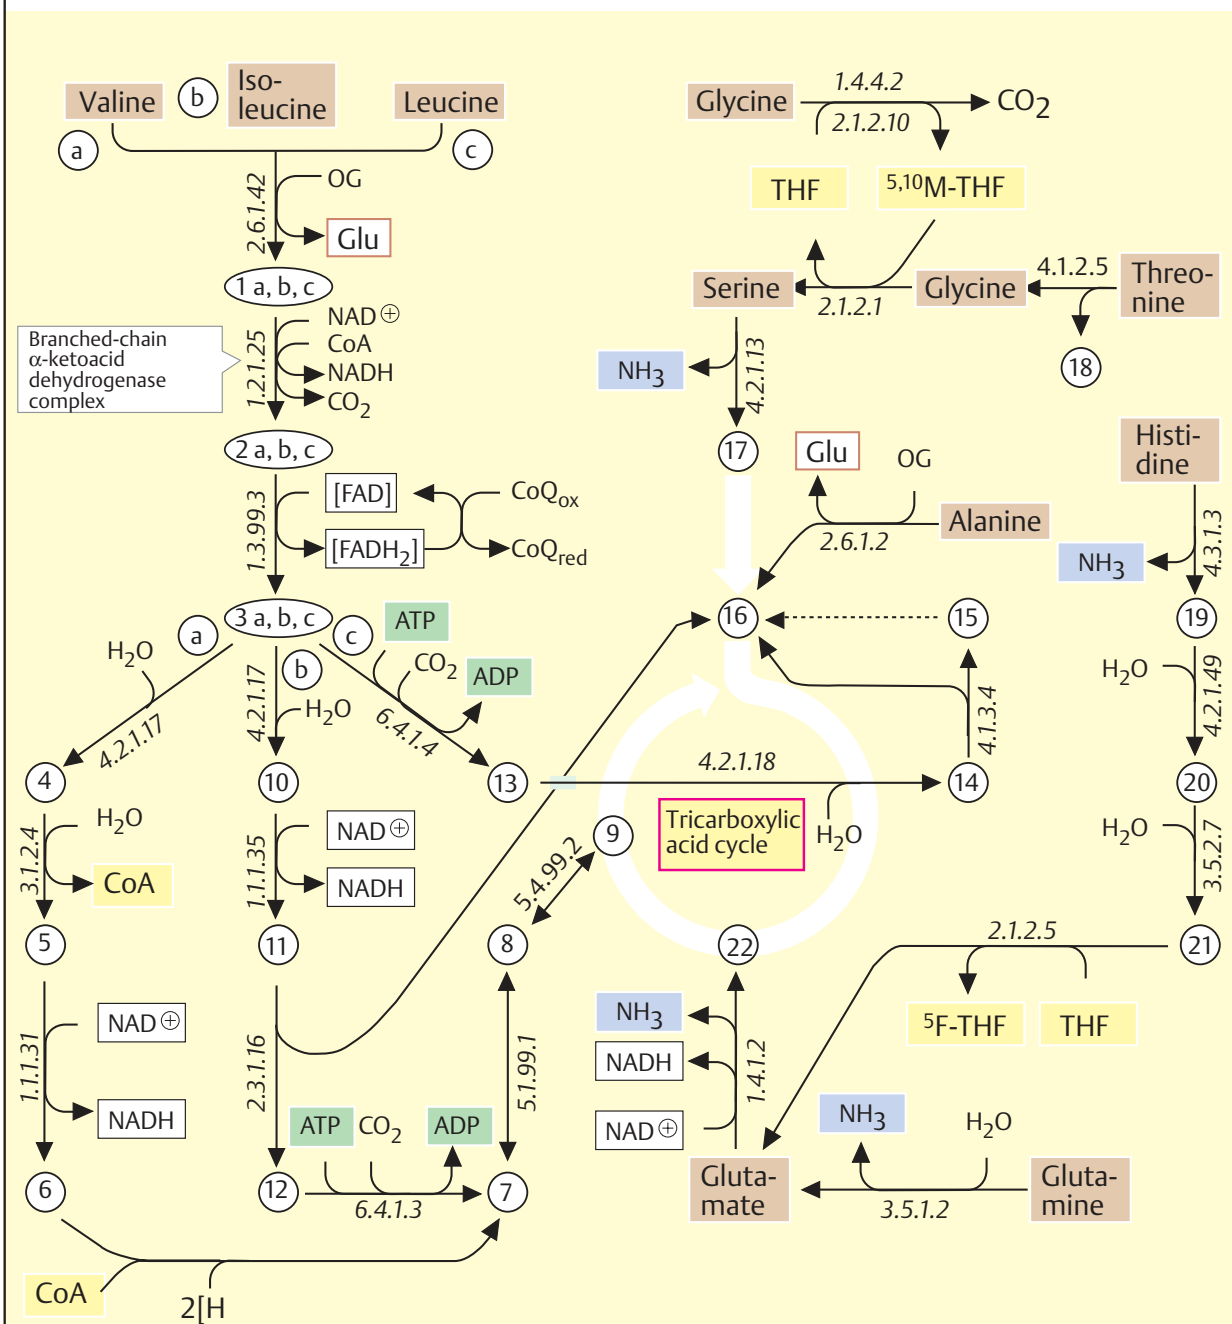 Valine
b
Iso-
leucine
Leucine
a
c
2.6.1.42
OG
Glu
1 a, b, c
Branched-chain
α-ketoacid
dehydrogenase
complex
1.2.1.25
NAD⊕
CoA
NADH
CO2
2 a, b, c
1.3.99.3
[FAD]
[FADH2]
CoQox
CoQred
3 a, b, c
a
b
c
H2O
4.2.1.17
4.2.1.17
H2O
ATP
CO2
ADP
6.4.1.4
4
10
13
3.1.2.4
H2O
CoA
1.1.1.35
NAD⊕
NADH
5
11
8
1.1.1.31
NAD⊕
NADH
2.3.1.16
5.1.99.1
5.4.99.2
9
6
12
ATP
CO2
ADP
6.4.1.3
7
CoA
2[H
Glycine
1.4.4.2
2.1.2.10
CO2
THF
5,10M-THF
Serine
2.1.2.1
Glycine
4.1.2.5
Threo-
nine
18
NH3
4.2.1.13
17
Glu
OG
2.6.1.2
Alanine
Histi-
dine
4.3.1.3
NH3
16
15
19
4.1.3.4
H2O
4.2.1.49
4.2.1.18
H2O
14
20
Tricarboxylic
acid cycle
H2O
3.5.2.7
22
2.1.2.5
21
5F-THF
THF
NH3
NADH
NAD⊕
1.4.1.2
NH3
H2O
Gluta-
mate
3.5.1.2
Gluta-
mine